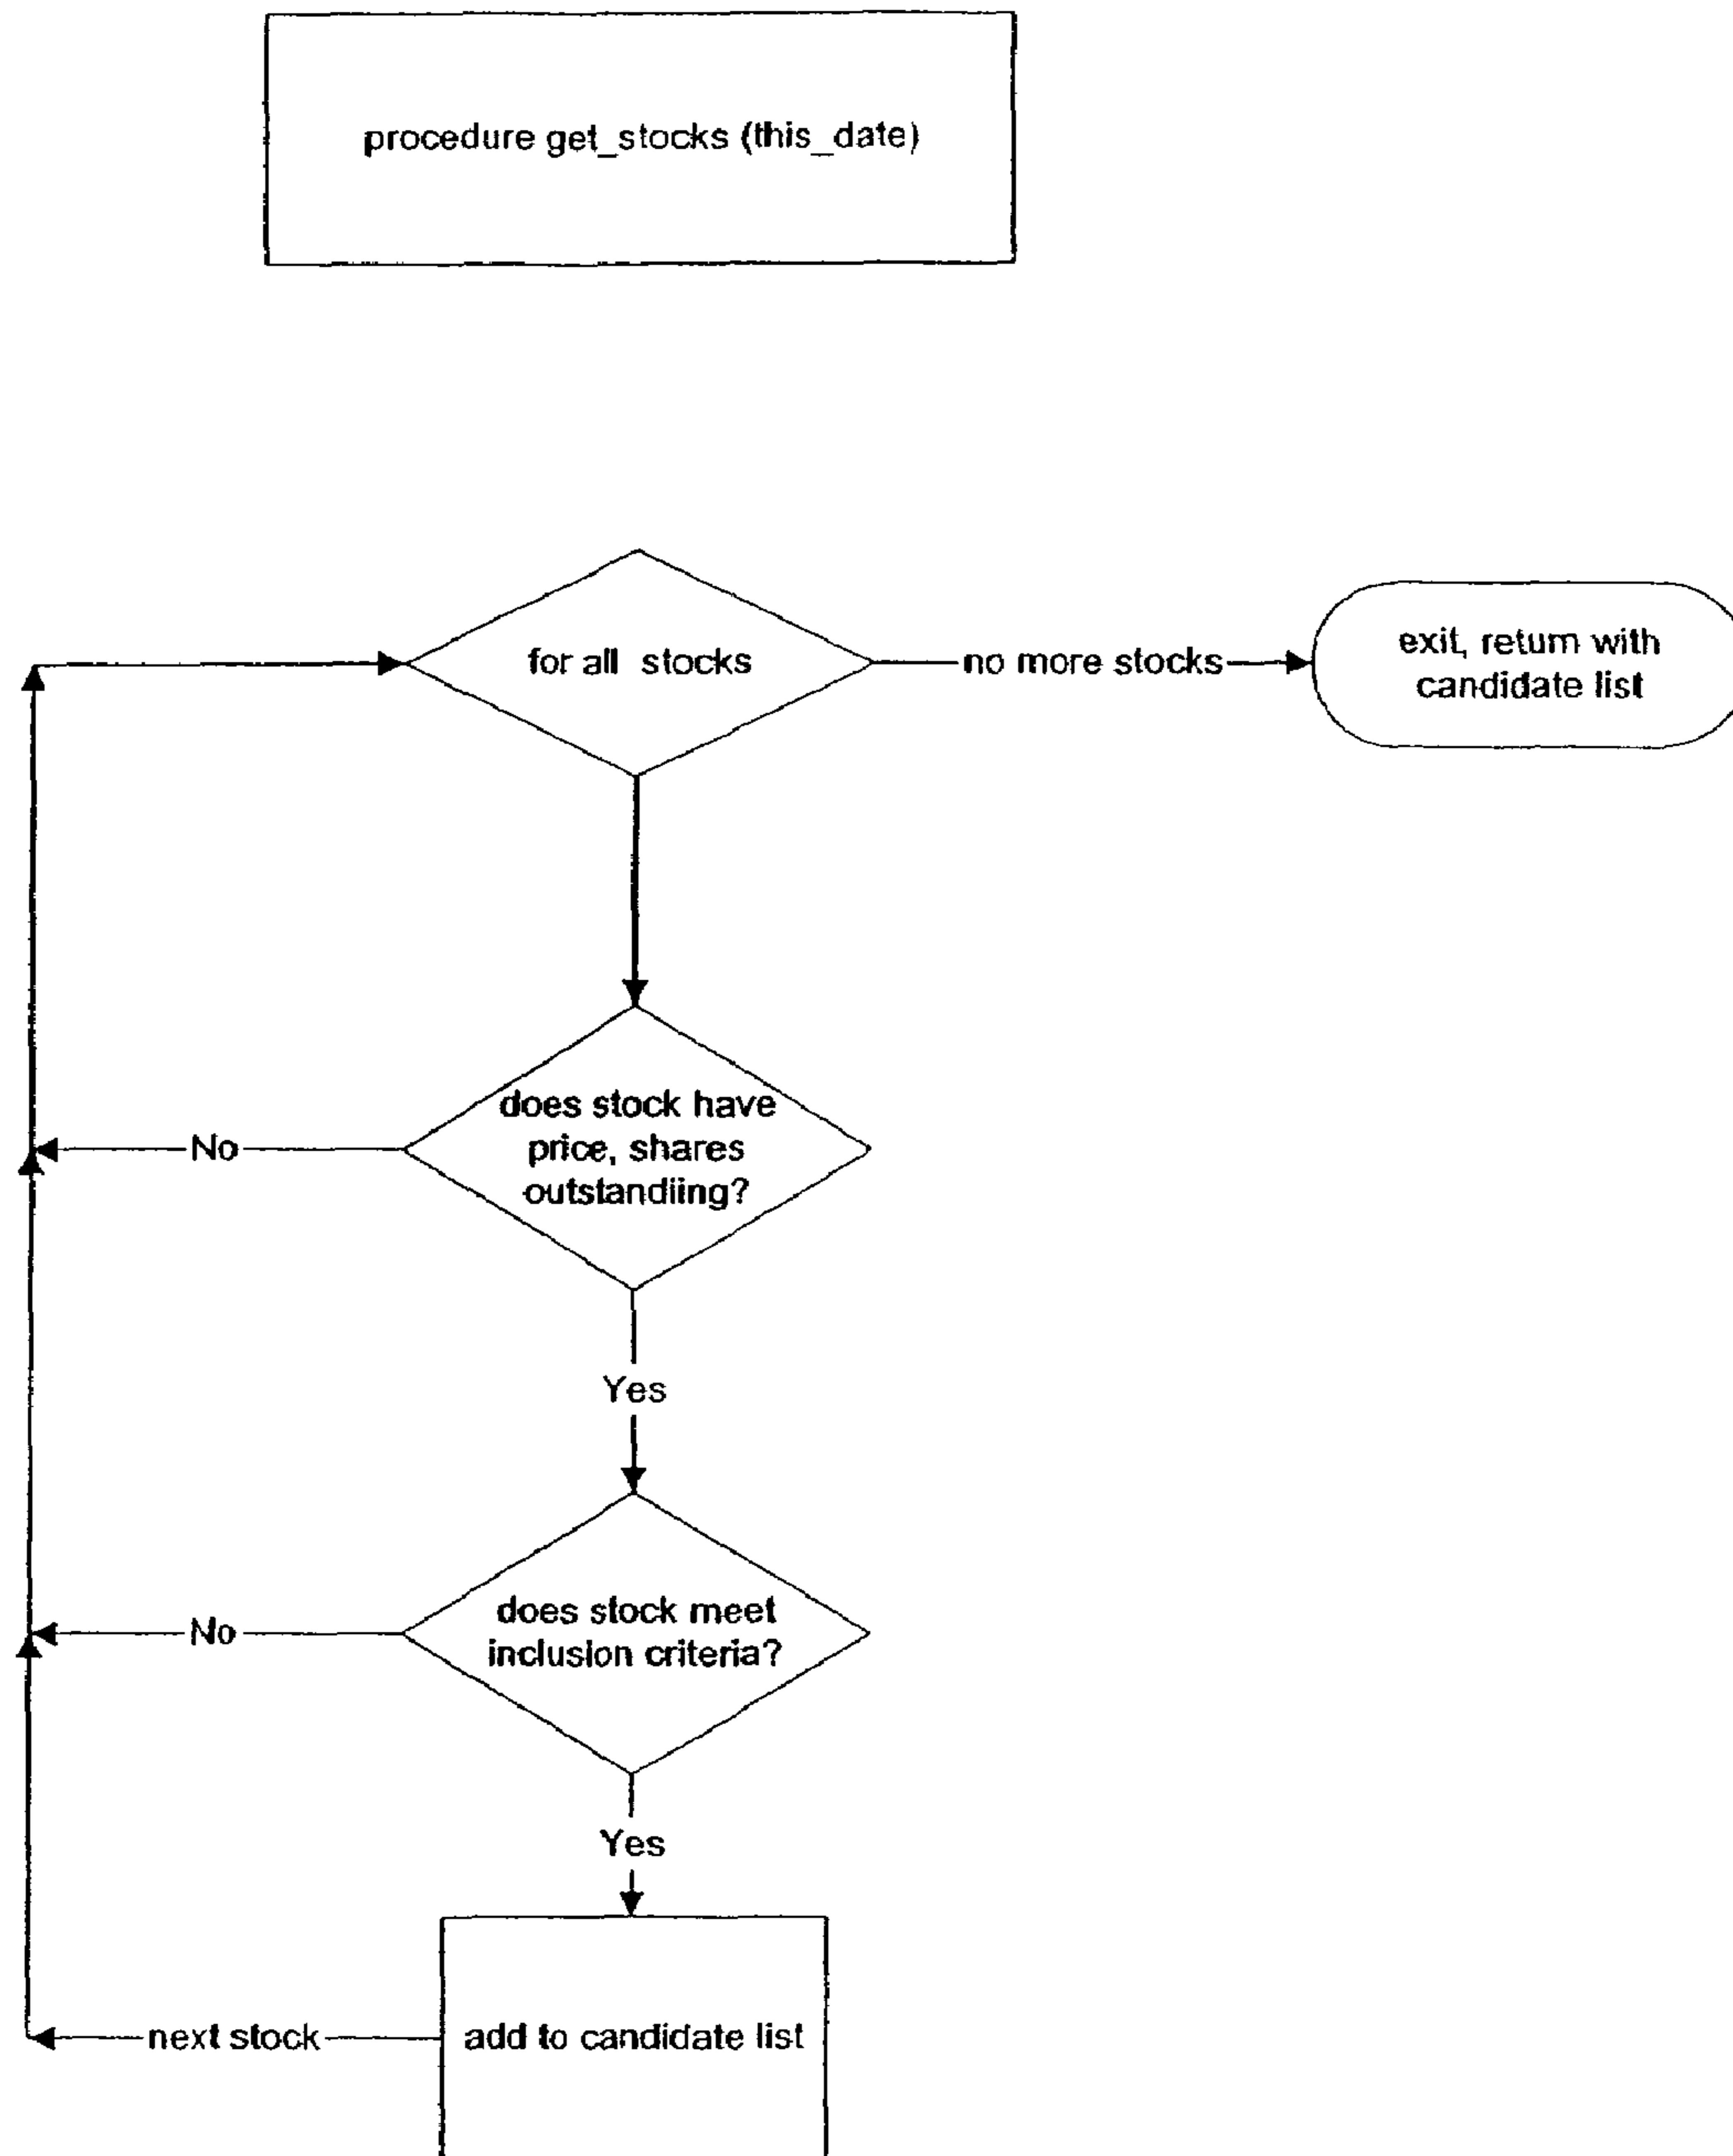 procedure get_stocks (this_date)
for all stocks
no more stocks
exit, return with
candidate list
does stock have
price, shares
outstandiing?
No
Yes
does stock meet
inclusion criteria?
No
Yes
add to candidate list
next stock